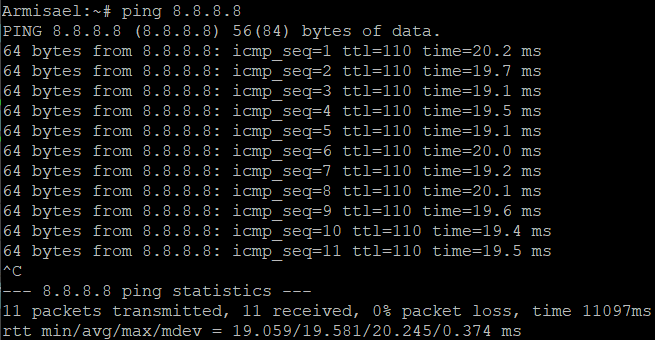 Armisael:~# ping 8.8.8.8
PING 8.8.8.8 (8.8.8.8) 56(84) bytes of data.
64 bytes from 8.8.8.8: icmp_seq=1 ttl=110 time=20.2 ms
64 bytes from 8.8.8.8: icmp_seq=2 ttl=110 time=19.7 ms
64 bytes from 8.8.8.8: icmp_seq=3 ttl=110 time=19.1 ms
64 bytes from 8.8.8.8: icmp_seq=4 ttl=110 time=19.5 ms
64 bytes from 8.8.8.8: icmp_seq=5 ttl=110 time=19.1 ms
64 bytes from 8.8.8.8: icmp_seq=6 ttl=110 time=20.0 ms
64 bytes from 8.8.8.8: icmp_seq=7 ttl=110 time=19.2 ms
64 bytes from 8.8.8.8: icmp_seq=8 ttl=110 time=20.1 ms
64 bytes from 8.8.8.8: icmp_seq=9 ttl=110 time=19.6 ms
64 bytes from 8.8.8.8: icmp_seq=10 ttl=110 time=19.4 ms
64 bytes from 8.8.8.8: icmp_seq=11 ttl=110 time=19.5 ms
^C
--- 8.8.8.8 ping statistics ---
11 packets transmitted, 11 received, 0% packet loss, time 11097ms
rtt min/avg/max/mdev = 19.059/19.581/20.245/0.374 ms